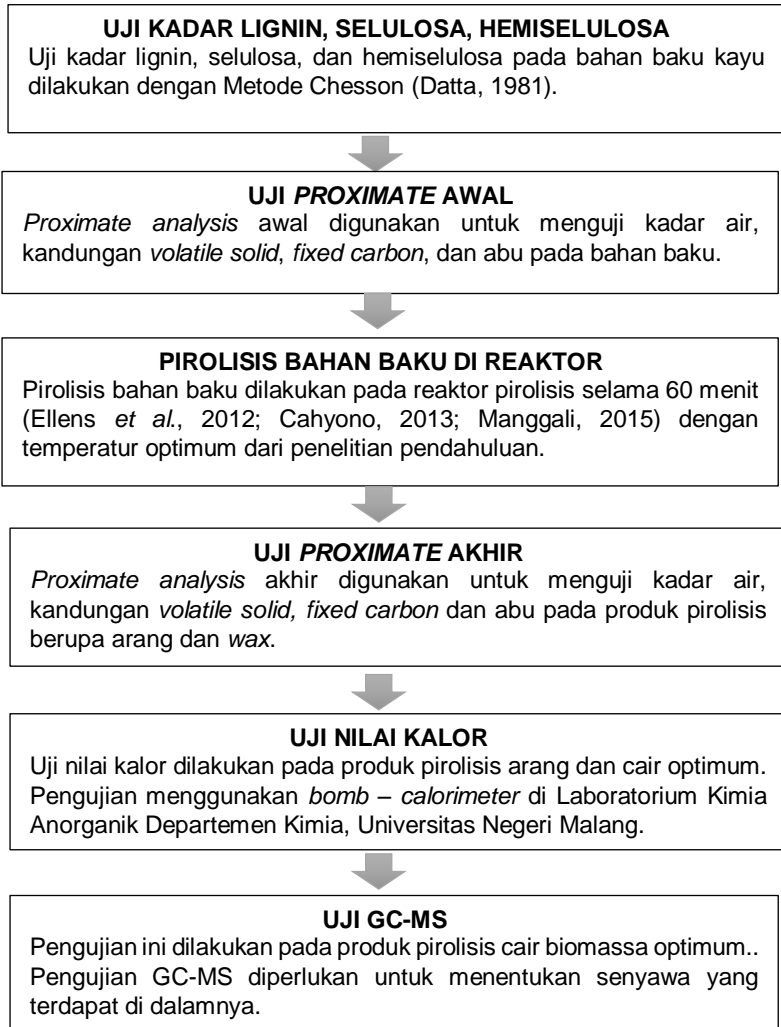 UJI KADAR LIGNIN, SELULOSA, HEMISELULOSA
Uji kadar lignin, selulosa, dan hemiselulosa pada bahan baku kayu
dilakukan dengan Metode Chesson (Datta, 1981).
UJI PROXIMATE AWAL
Proximate analysis awal digunakan untuk menguji kadar air,
kandungan volatile solid, fixed carbon, dan abu pada bahan baku.
PIROLISIS BAHAN BAKU DI REAKTOR
Pirolisis bahan baku dilakukan pada reaktor pirolisis selama 60 menit
(Ellens et al., 2012; Cahyono, 2013; Manggali, 2015) dengan
temperatur optimum dari penelitian pendahuluan.
UJI PROXIMATE AKHIR
Proximate analysis akhir digunakan untuk menguji kadar air,
kandungan volatile solid, fixed carbon dan abu pada produk pirolisis
berupa arang dan wax.
UJI NILAI KALOR
Uji nilai kalor dilakukan pada produk pirolisis arang dan cair optimum.
Pengujian menggunakan bomb – calorimeter di Laboratorium Kimia
Anorganik Departemen Kimia, Universitas Negeri Malang.
UJI GC-MS
Pengujian ini dilakukan pada produk pirolisis cair biomassa optimum..
Pengujian GC-MS diperlukan untuk menentukan senyawa yang
terdapat di dalamnya.